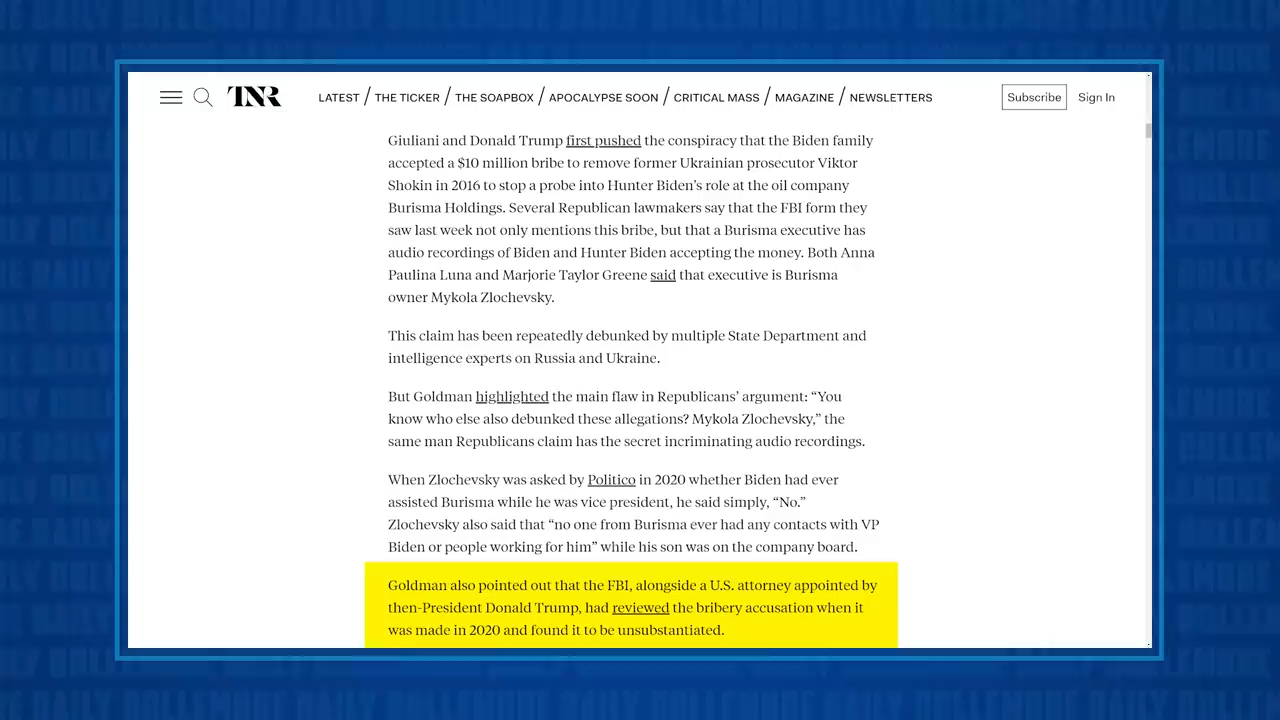 TNR
LATEST / THE TICKER / THE SOAPBOX / APOCALYPSE SOON / CRITICAL MASS / MAGAZINE / NEWSLETTERS
Subscribe
Sign In
Giuliani and Donald Trump first pushed the conspiracy that the Biden family
accepted a $10 million bribe to remove former Ukrainian prosecutor Viktor
Shokin in 2016 to stop a probe into Hunter Biden’s role at the oil company
Burisma Holdings. Several Republican lawmakers say that the FBI form they
saw last week not only mentions this bribe, but that a Burisma executive has
audio recordings of Biden and Hunter Biden accepting the money. Both Anna
Paulina Luna and Marjorie Taylor Greene said that executive is Burisma
owner Mykola Zlochevsky.
This claim has been repeatedly debunked by multiple State Department and
intelligence experts on Russia and Ukraine.
But Goldman highlighted the main flaw in Republicans’ argument: “You
know who else also debunked these allegations? Mykola Zlochevsky,” the
same man Republicans claim has the secret incriminating audio recordings.
When Zlochevsky was asked by Politico in 2020 whether Biden had ever
assisted Burisma while he was vice president, he said simply, “No.”
Zlochevsky also said that “no one from Burisma ever had any contacts with VP
Biden or people working for him” while his son was on the company board.
Goldman also pointed out that the FBI, alongside a U.S. attorney appointed by
then-President Donald Trump, had reviewed the bribery accusation when it
was made in 2020 and found it to be unsubstantiated.